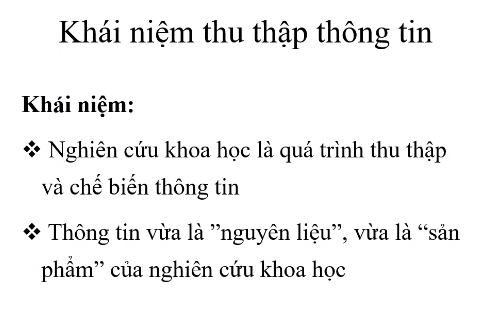 Khái niệm thu thập thông tin
Khái niệm:
❖ Nghiên cứu khoa học là quá trình thu thập
và chế biến thông tin
❖ Thông tin vừa là ”nguyên liệu”, vừa là “sản
phẩm” của nghiên cứu khoa học